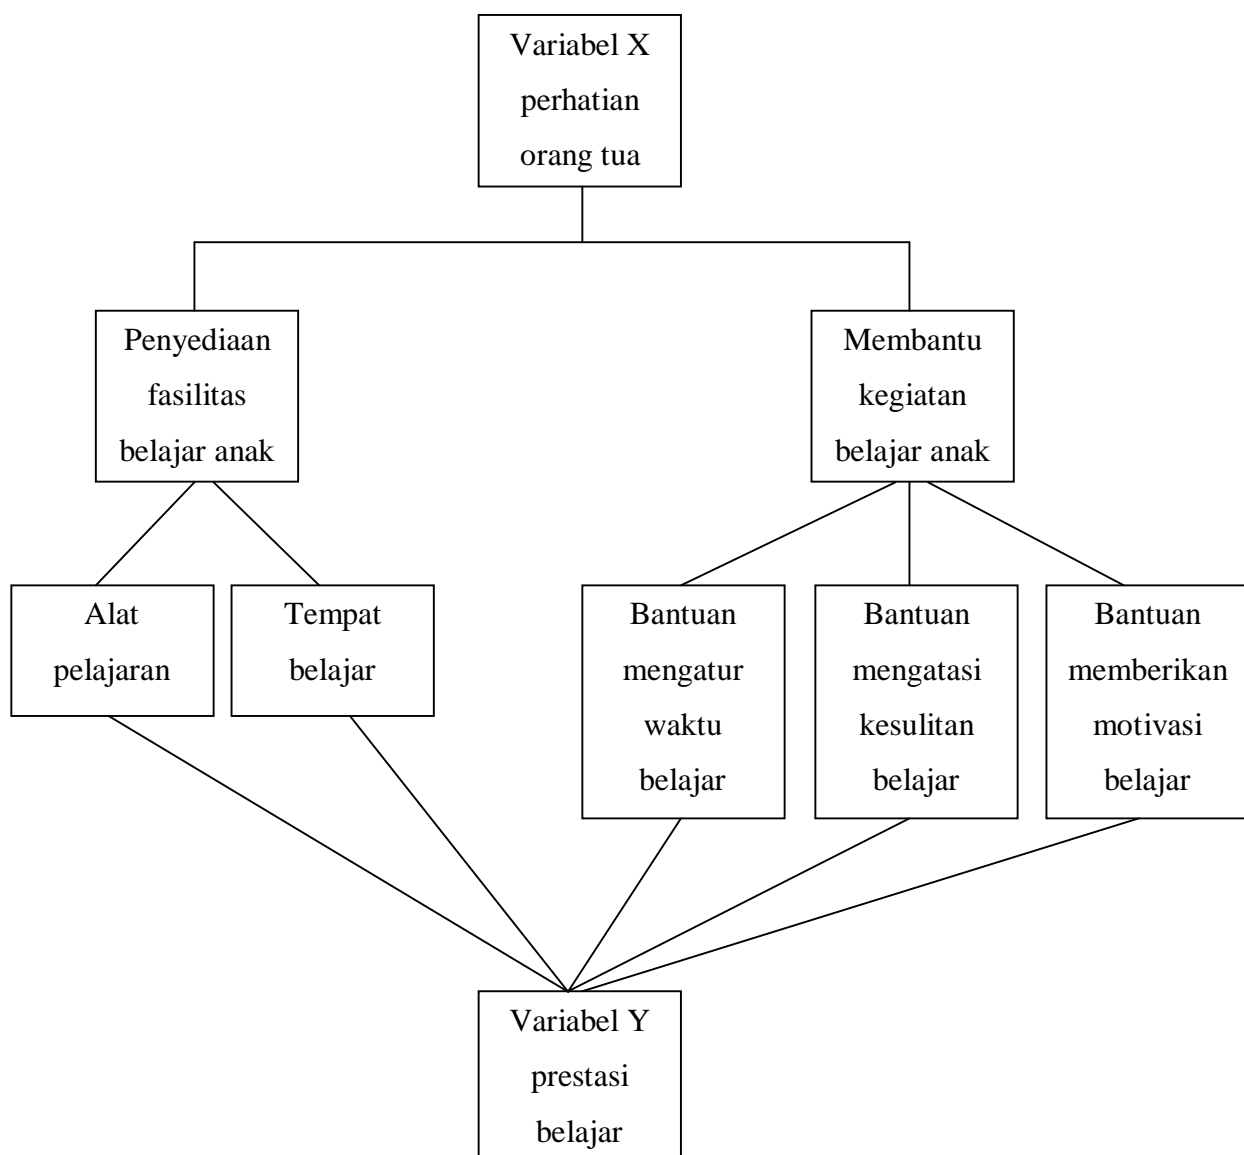 Variabel X
perhatian
orang tua
Penyediaan
fasilitas
belajar anak
Membantu
kegiatan
belajar anak
Alat
pelajaran
Tempat
belajar
Bantuan
mengatur
waktu
belajar
Bantuan
mengatasi
kesulitan
belajar
Bantuan
memberikan
motivasi
belajar
Variabel Y
prestasi
belajar